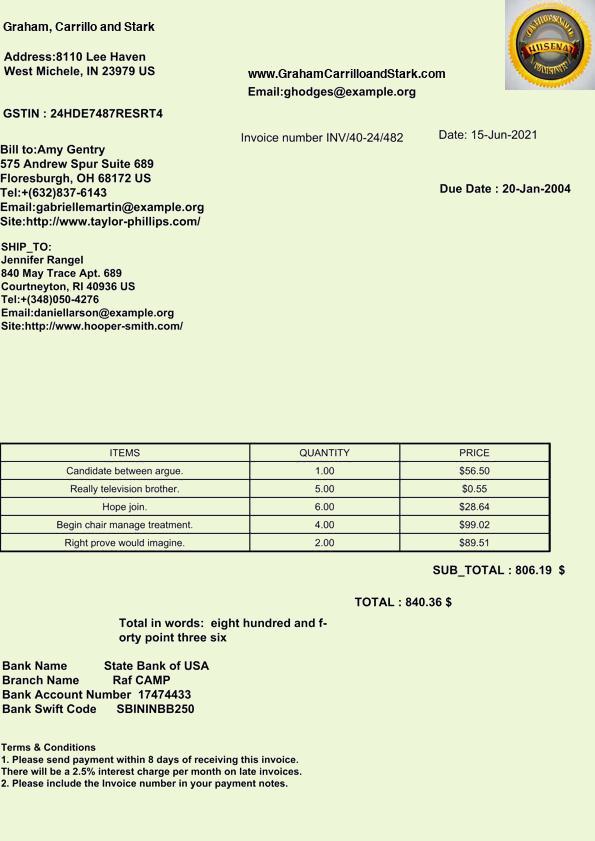 Graham, Carrillo and Stark
Address:8110 Lee Haven
West Michele, IN 23979 US
www.GrahamCarrilloandStark.com
Email:ghodges@example.org
HUSENAT
GSTIN : 24HDE7487RESRT4
Invoice number INV/40-24/482
Date: 15-Jun-2021
Bill to:Amy Gentry
575 Andrew Spur Suite 689
Floresburgh, OH 68172 US
Tel:+(632)837-6143
Email:gabriellemartin@example.org
Site:http://www.taylor-phillips.com/
Due Date : 20-Jan-2004
SHIP_TO:
Jennifer Rangel
840 May Trace Apt. 689
Courtneyton, RI 40936 US
Tel:+(348)050-4276
Email:daniellarson@example.org
Site:http://www.hooper-smith.com/
ITEMS QUANTITY PRICE
Candidate between argue. 1.00 $56.50
Really television brother. 5.00 $0.55
Hope join. 6.00 $28.64
Begin chair manage treatment. 4.00 $99.02
Right prove would imagine. 2.00 $89.51
SUB_TOTAL : 806.19 $
TOTAL : 840.36 $
Total in words: eight hundred and f-
orty point three six
Bank Name State Bank of USA
Branch Name Raf CAMP
Bank Account Number 17474433
Bank Swift Code SBININBB250
Terms & Conditions
1. Please send payment within 8 days of receiving this invoice.
There will be a 2.5% interest charge per month on late invoices.
2. Please include the Invoice number in your payment notes.